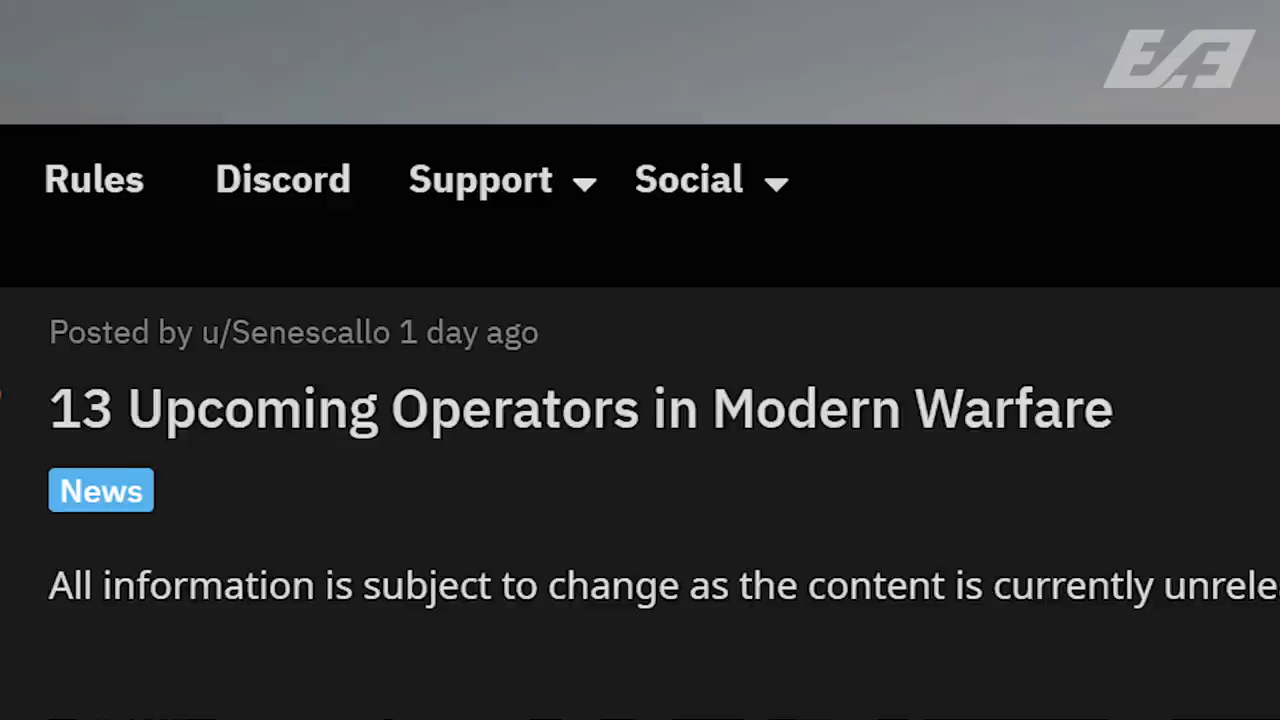 Rules Discord Support Social
Posted by u/Senescallo 1 day ago
13 Upcoming Operators in Modern Warfare
News
All information is subject to change as the content is currently